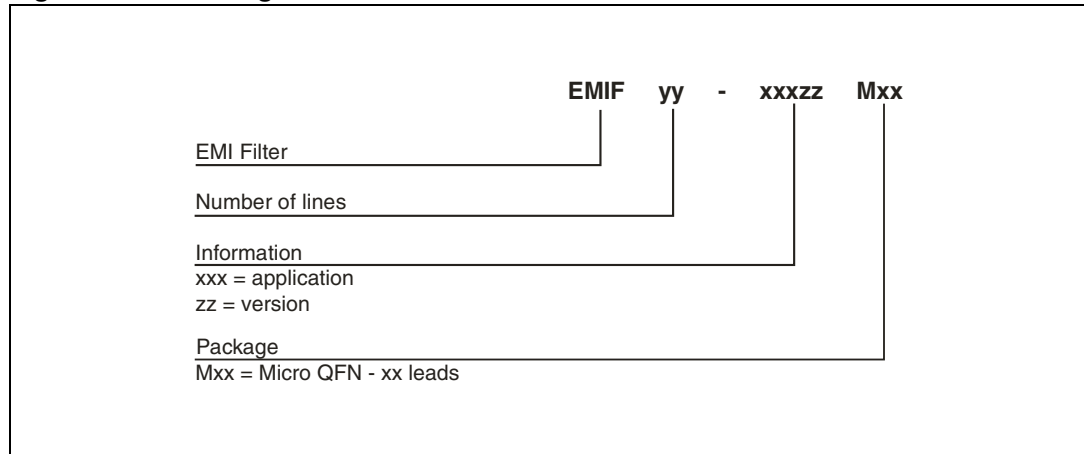 EMIF yy - xxxzz Mxx
EMI Filter
Number of lines
Information
xxx = application
zz = version
Package
Mxx = Micro QFN - xx leads